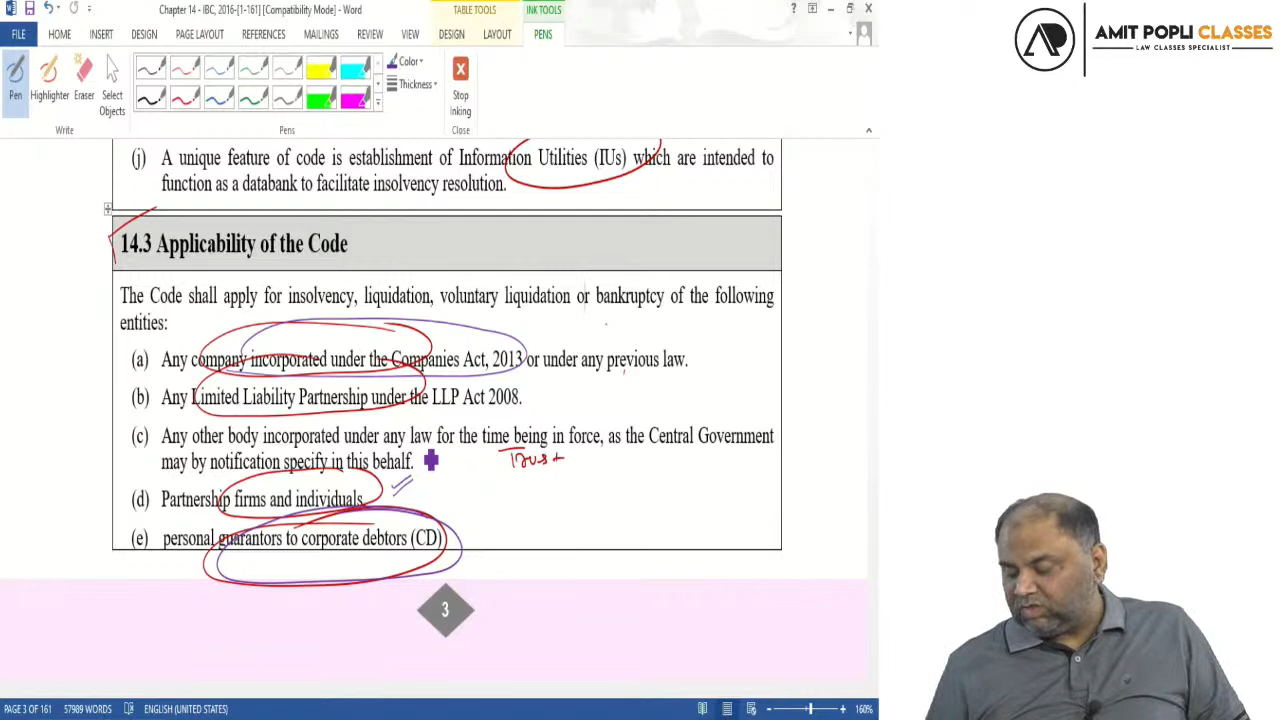 Chapter 14 - IBC, 2016-[1-161] [Compatibility Mode] - Word
TABLE TOOLS
INK TOOLS
FILE
HOME
INSERT
DESIGN
PAGE LAYOUT
REFERENCES
MAILINGS
REVIEW
VIEW
DESIGN
LAYOUT
PENS
Pen
Highlighter
Eraser
Select
Objects
Color
Thickness
Stop
Inking
Write
Pens
Close
AP
AMIT POPLI CLASSES
LAW CLASSES SPECIALIST
(j) A unique feature of code is establishment of Information Utilities (IUs) which are intended to
function as a databank to facilitate insolvency resolution.
14.3 Applicability of the Code
The Code shall apply for insolvency, liquidation, voluntary liquidation or bankruptcy of the following
entities:
(a) Any company incorporated under the Companies Act, 2013 or under any previous law.
(b) Any Limited Liability Partnership under the LLP Act 2008.
(c) Any other body incorporated under any law for the time being in force, as the Central Government
may by notification specify in this behalf.
Trust
(d) Partnership firms and individuals.
(e) personal guarantors to corporate debtors (CD)
3
PAGE 3 OF 161
57989 WORDS
ENGLISH (UNITED STATES)
160%